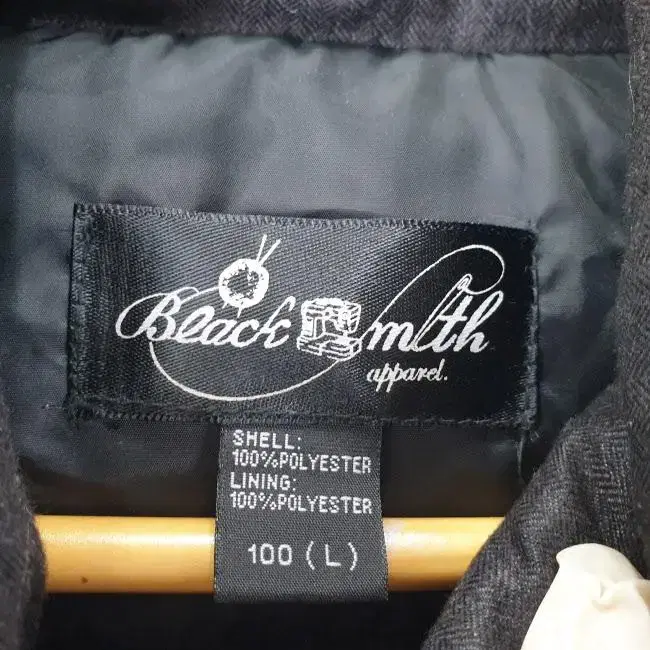 Black Smith
apparel.
SHELL:
100%POLYESTER
LINING:
100%POLYESTER
100 (L)